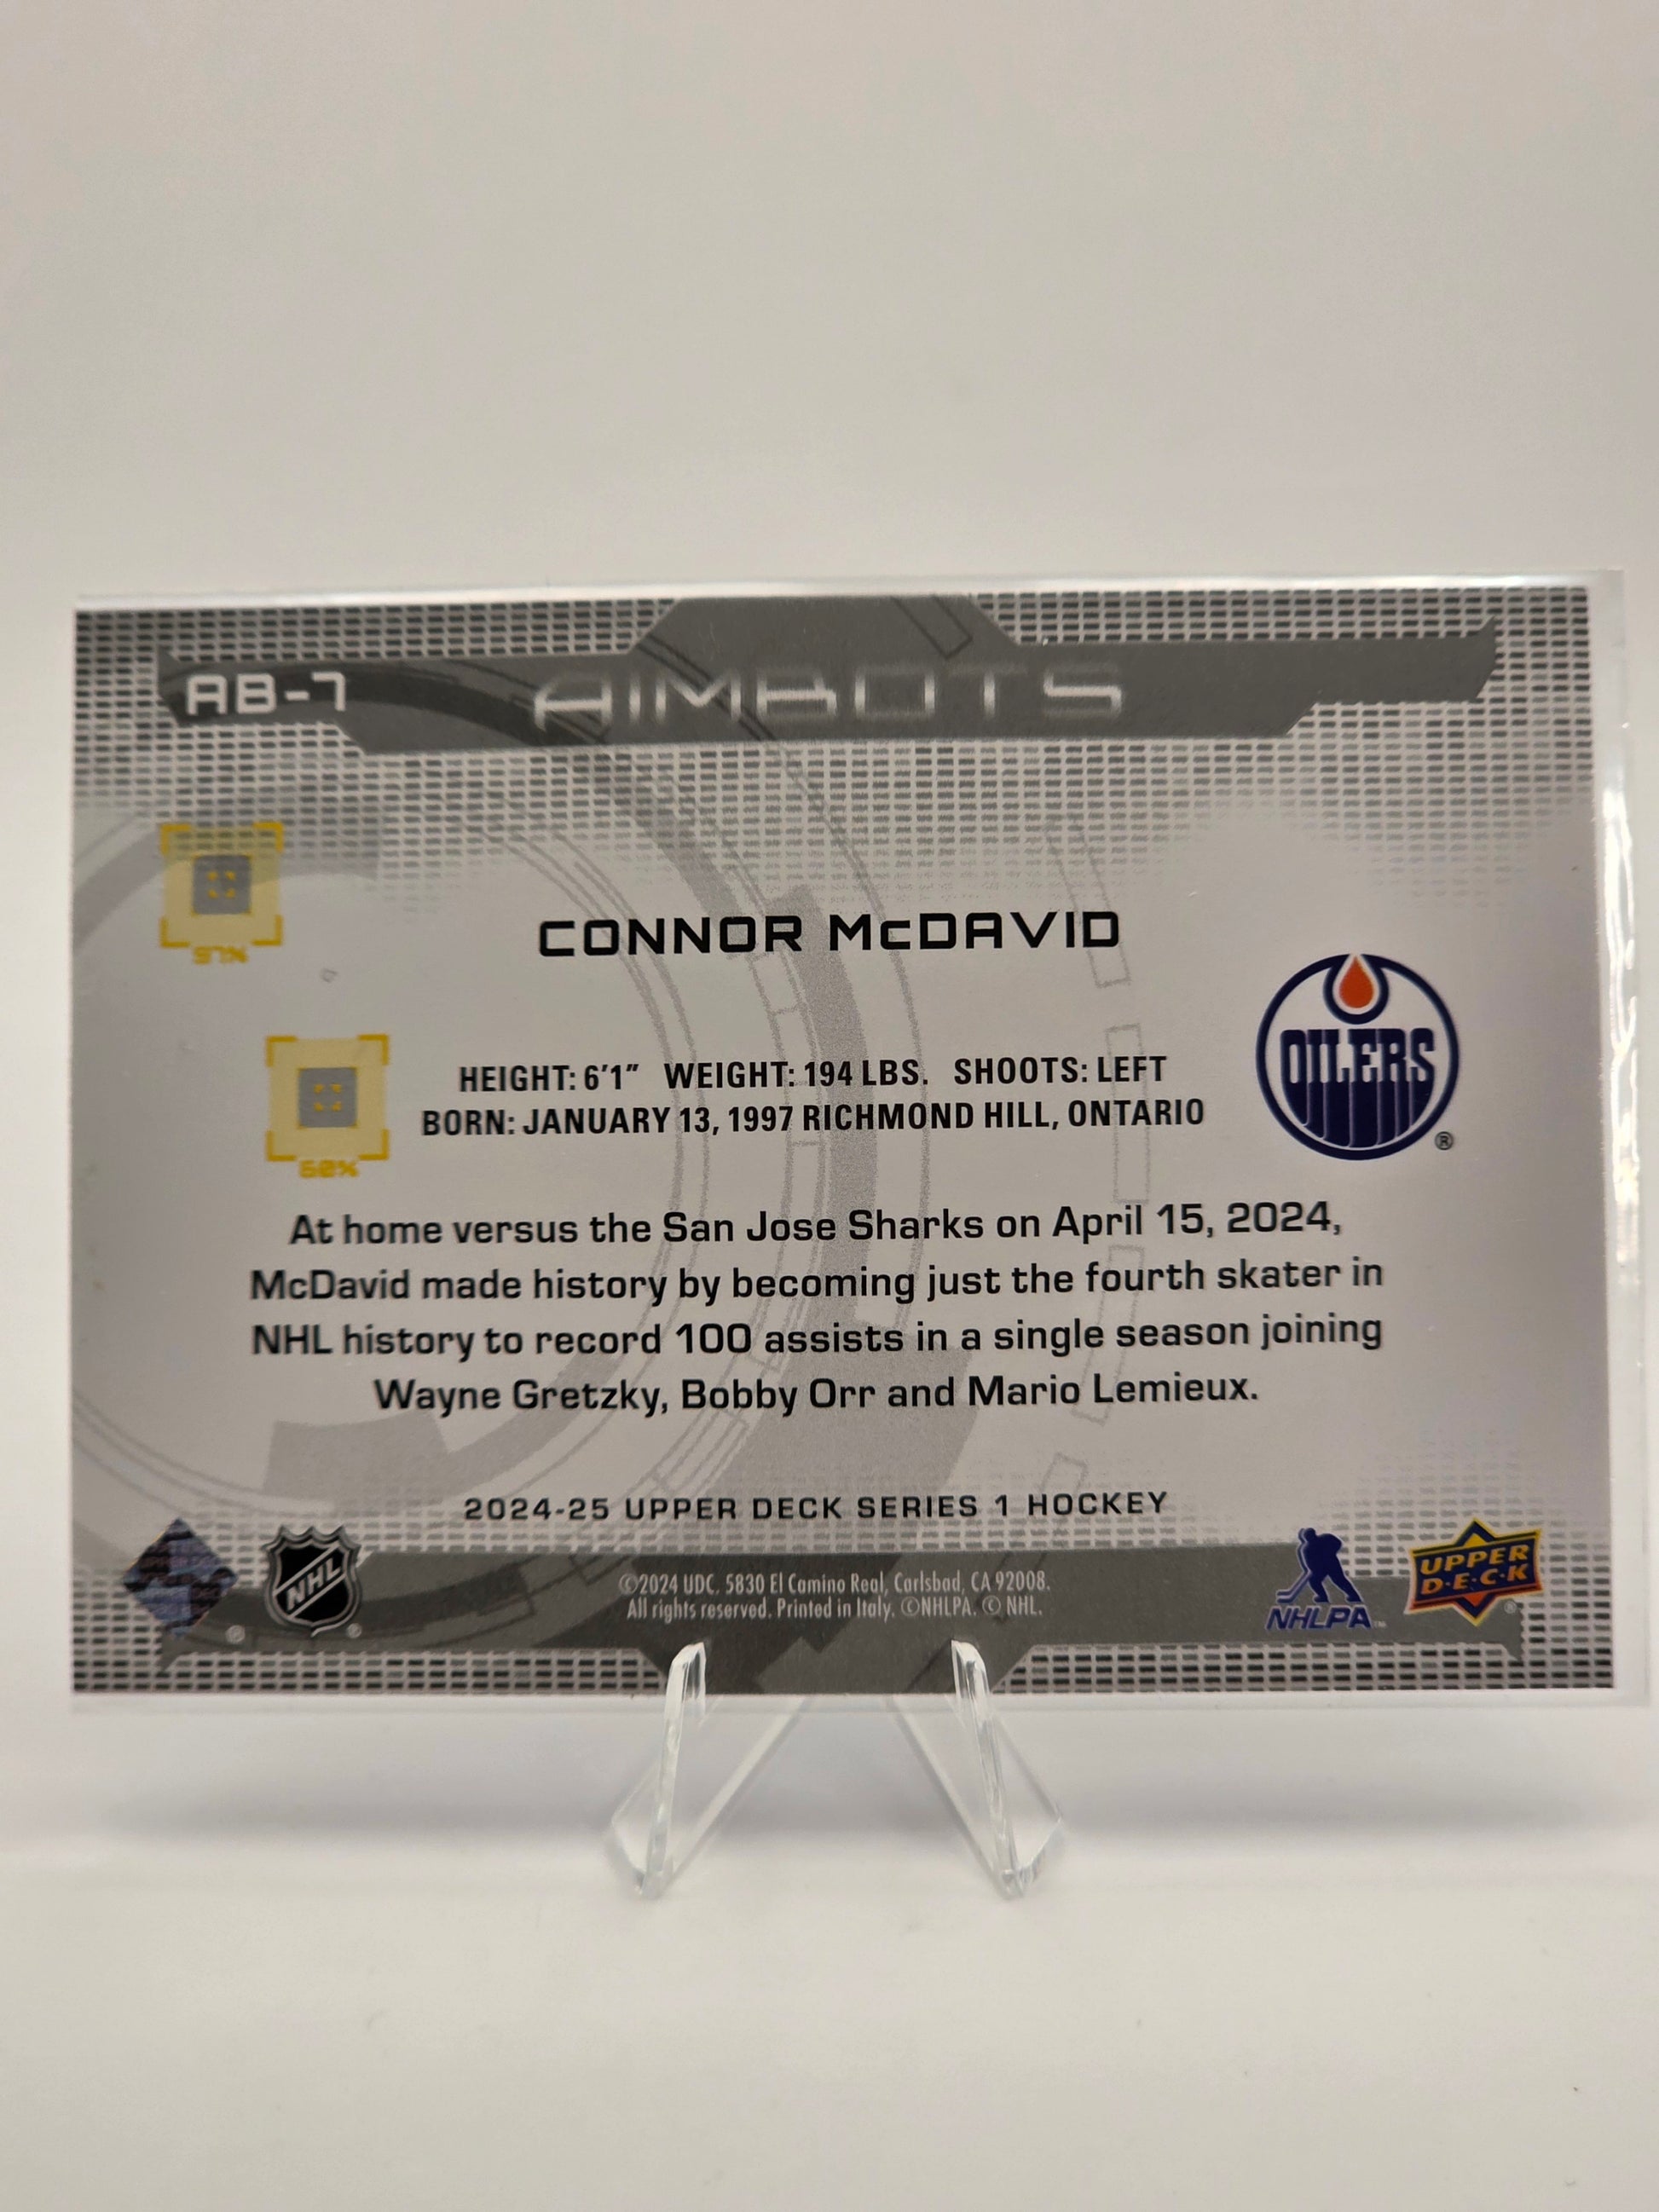 AB-7 AIMBOTS
97%
CONNOR McDAVID
60%
HEIGHT: 6'1" WEIGHT: 194 LBS. SHOOTS: LEFT
BORN: JANUARY 13, 1997 RICHMOND HILL, ONTARIO
OILERS
®
At home versus the San Jose Sharks on April 15, 2024,
McDavid made history by becoming just the fourth skater in
NHL history to record 100 assists in a single season joining
Wayne Gretzky, Bobby Orr and Mario Lemieux.
2024-25 UPPER DECK SERIES 1 HOCKEY
NHL
©2024 UDC. 5830 El Camino Real, Carlsbad, CA 92008.
All rights reserved. Printed in Italy. ©NHLPA. © NHL.
NHLPA
UPPER
D·E·C·K